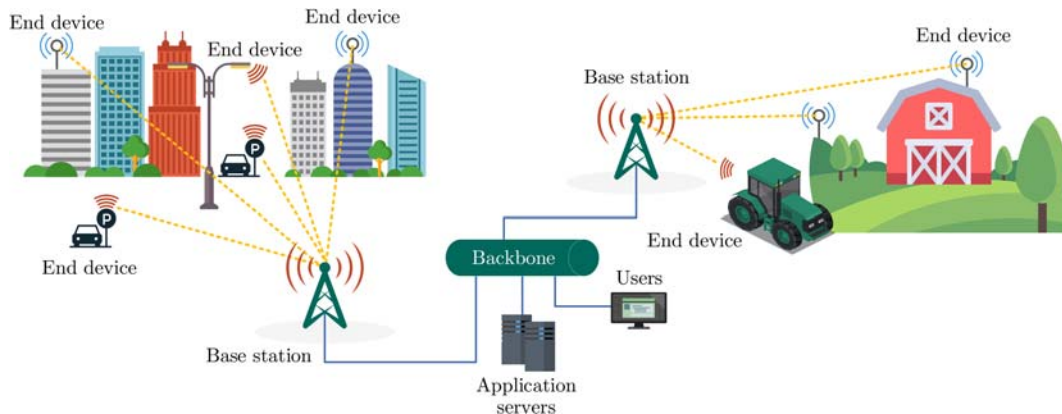 End device
End device
End device
End device
Base station
P
P
End device
End device
Backbone
Users
Base station
Application
servers